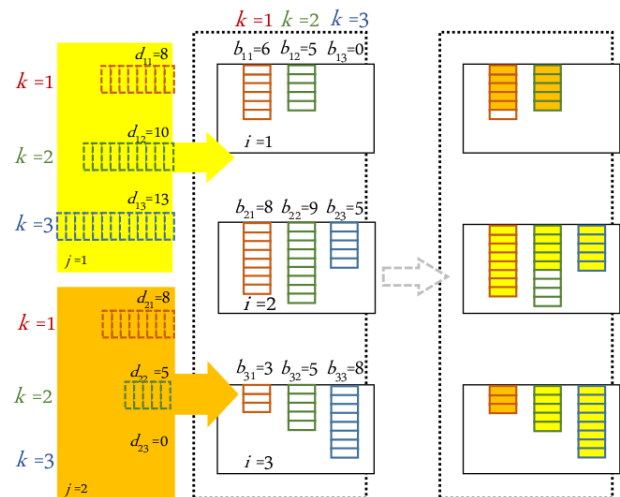 k =1 k =2 k =3
d₁₁=8 b₁₁=6 b₁₂=5 b₁₃=0
k =1
d₁₂=10 i =1
k =2
d₁₃=13 b₂₁=8 b₂₂=9 b₂₃=5
k =3
j =1
d₂₁=8 i =2
k =1
d₂₂=5 b₃₁=3 b₃₂=5 b₃₃=8
k =2
d₂₃=0
k =3 i =3
j =2